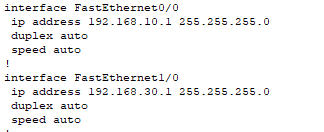 interface FastEthernet0/0
 ip address 192.168.10.1 255.255.255.0
 duplex auto
 speed auto
!
interface FastEthernet1/0
 ip address 192.168.30.1 255.255.255.0
 duplex auto
 speed auto